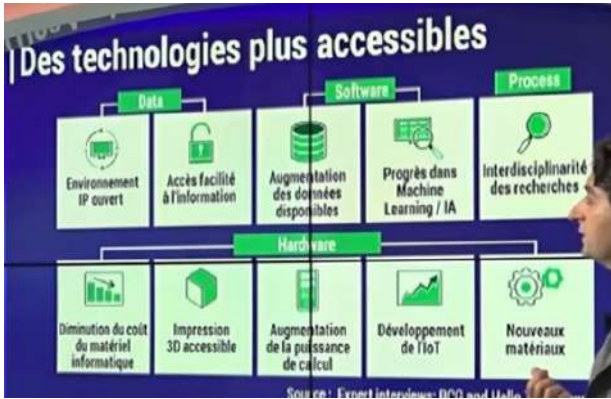 Des technologies plus accessibles
Data
Software
Process
Environnement
IP ouvert
Accès facilité
à l'information
Augmentation
des données
disponibles
Progrès dans
Machine
Learning / IA
Interdisciplinarité
des recherches
Hardware
Diminution du coût
du matériel
informatique
Impression
3D accessible
Augmentation
de la puissance
de calcul
Développement
de l'IoT
Nouveaux
matériaux
Source : Expert interviews; BCG and Hello